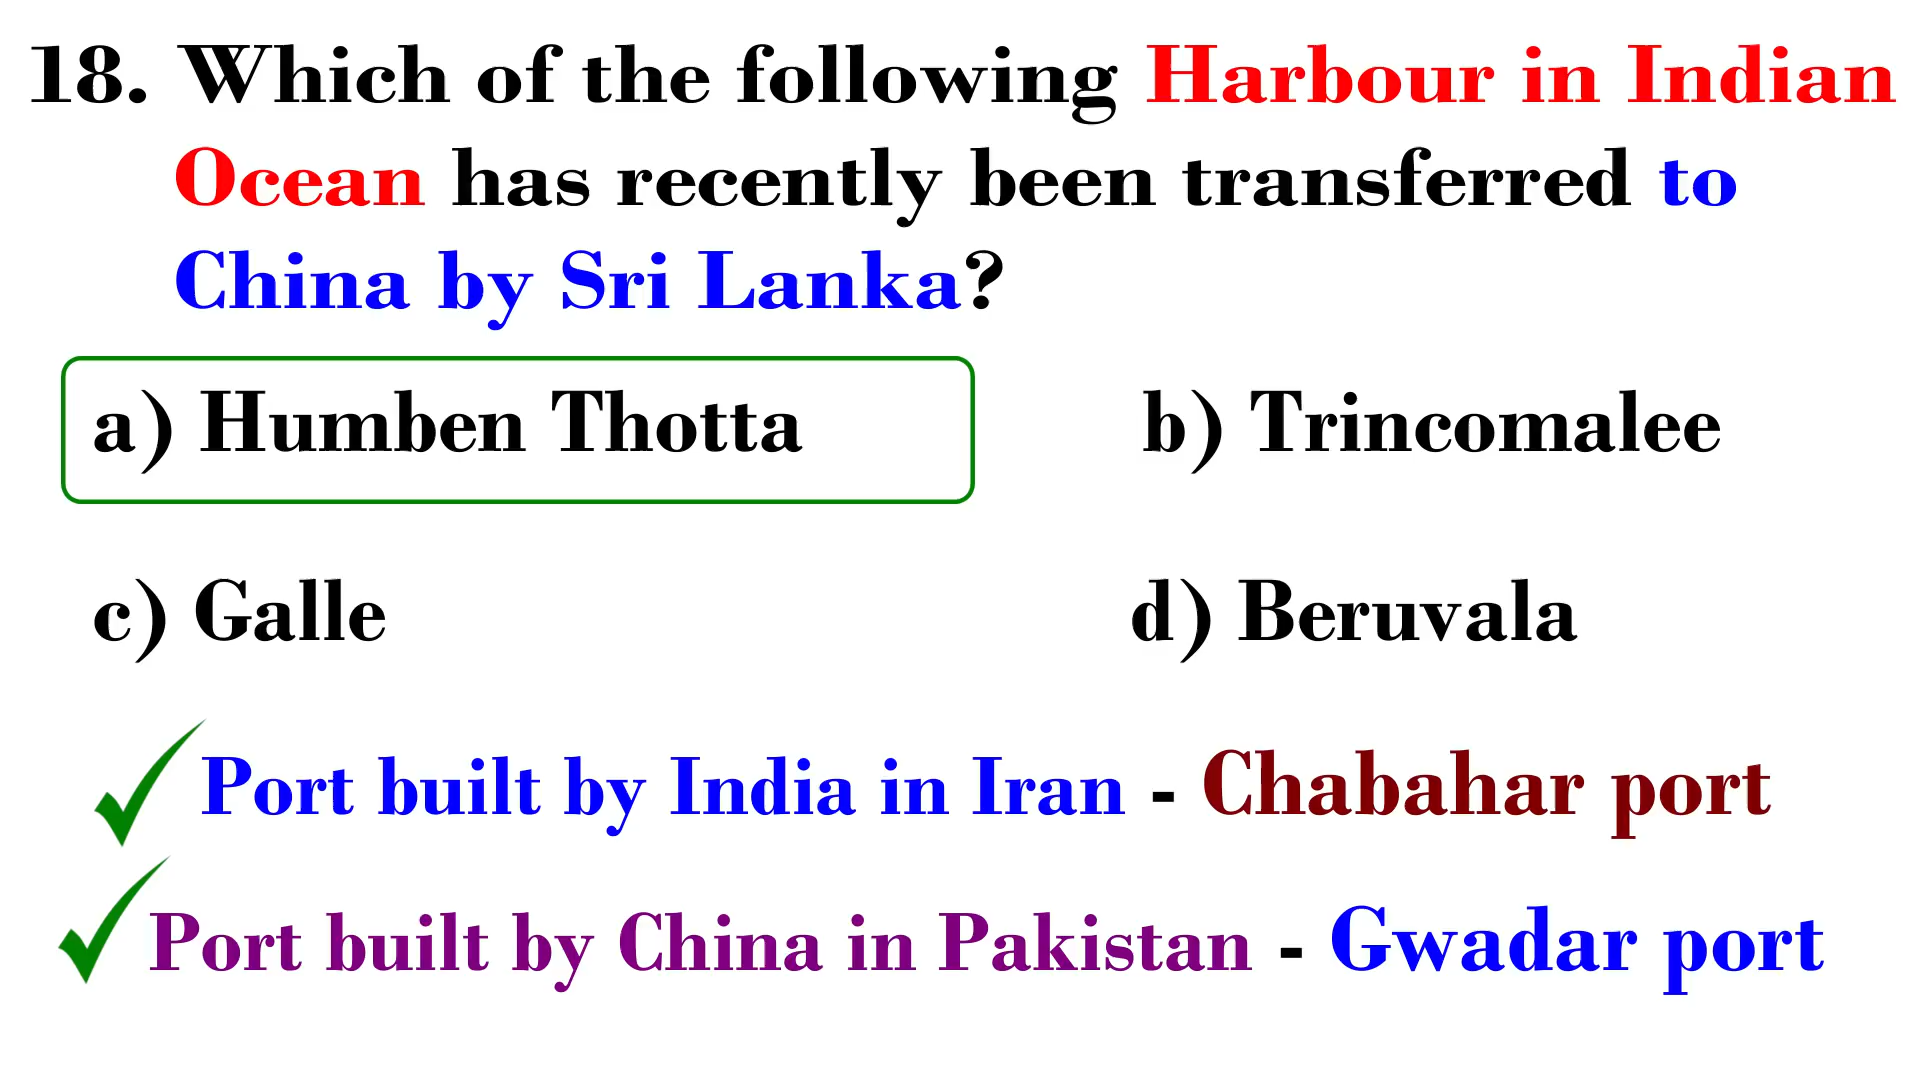 18. Which of the following Harbour in Indian
Ocean has recently been transferred to
China by Sri Lanka?
a) Humben Thotta b) Trincomalee
c) Galle d) Beruvala
Port built by India in Iran - Chabahar port
Port built by China in Pakistan - Gwadar port